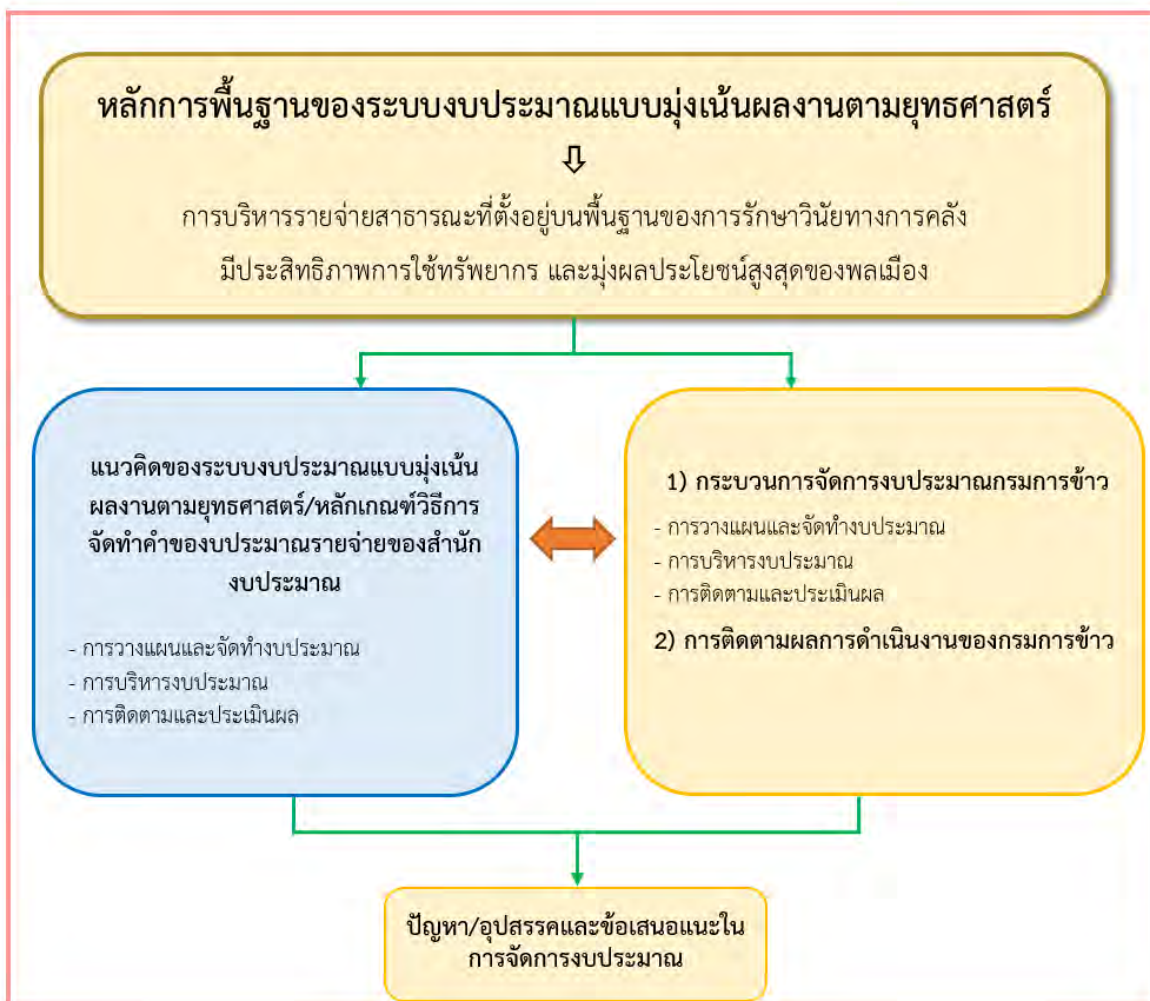 หลักการพื้นฐานของระบบงบประมาณแบบมุ่งเน้นผลงานตามยุทธศาสตร์
การบริหารรายจ่ายสาธารณะที่ตั้งอยู่บนพื้นฐานของการรักษาวินัยทางการคลัง
มีประสิทธิภาพการใช้ทรัพยากร และมุ่งผลประโยชน์สูงสุดของพลเมือง
แนวคิดของระบบงบประมาณแบบมุ่งเน้น
ผลงานตามยุทธศาสตร์/หลักเกณฑ์วิธีการ
จัดทำคำของบประมาณรายจ่ายของสำนัก
งบประมาณ
- การวางแผนและจัดทำงบประมาณ
- การบริหารงบประมาณ
- การติดตามและประเมินผล
1) กระบวนการจัดการงบประมาณกรมการข้าว
- การวางแผนและจัดทำงบประมาณ
- การบริหารงบประมาณ
- การติดตามและประเมินผล
2) การติดตามผลการดำเนินงานของกรมการข้าว
ปัญหา/อุปสรรคและข้อเสนอแนะใน
การจัดการงบประมาณ